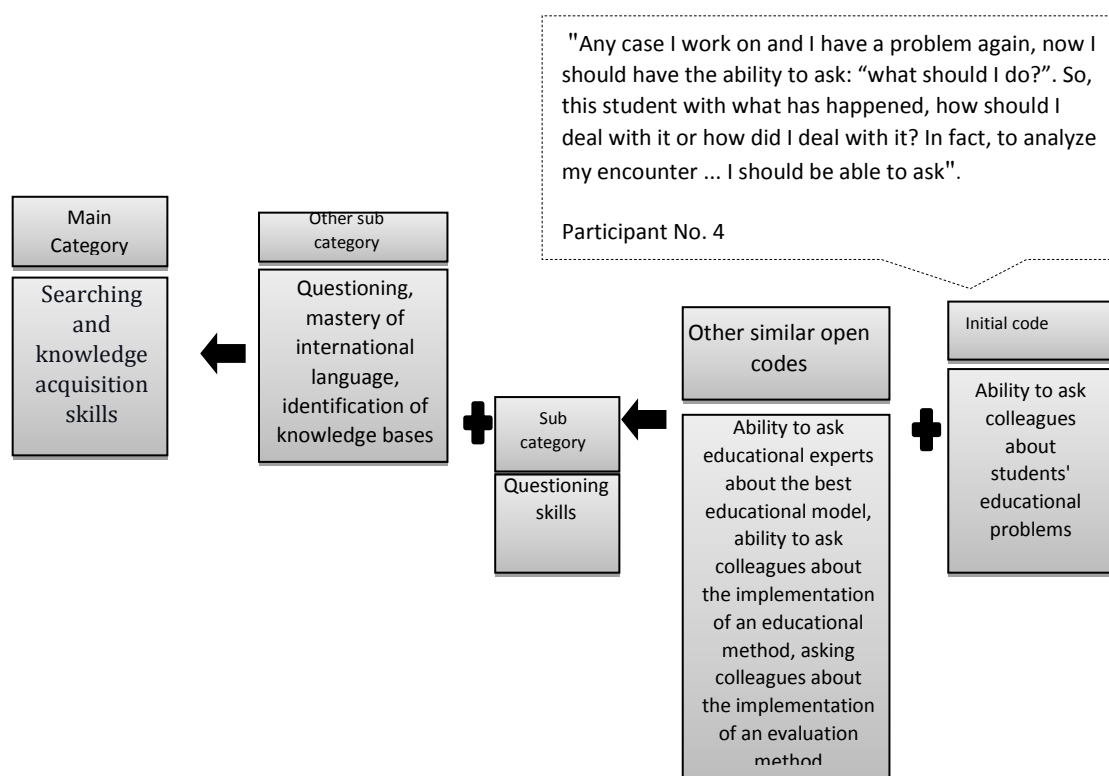 "Any case I work on and I have a problem again, now I
should have the ability to ask: “what should I do?”. So,
this student with what has happened, how should I
deal with it or how did I deal with it? In fact, to analyze
my encounter ... I should be able to ask".
Participant No. 4
Main
Category
Searching
and
knowledge
acquisition
skills
Other sub
category
Questioning,
mastery of
international
language,
identification of
knowledge bases
Sub
category
Questioning
skills
Other similar open
codes
Ability to ask
educational experts
about the best
educational model,
ability to ask
colleagues about
the implementation
of an educational
method, asking
colleagues about
the implementation
of an evaluation
method
Initial code
Ability to ask
colleagues
about
students'
educational
problems